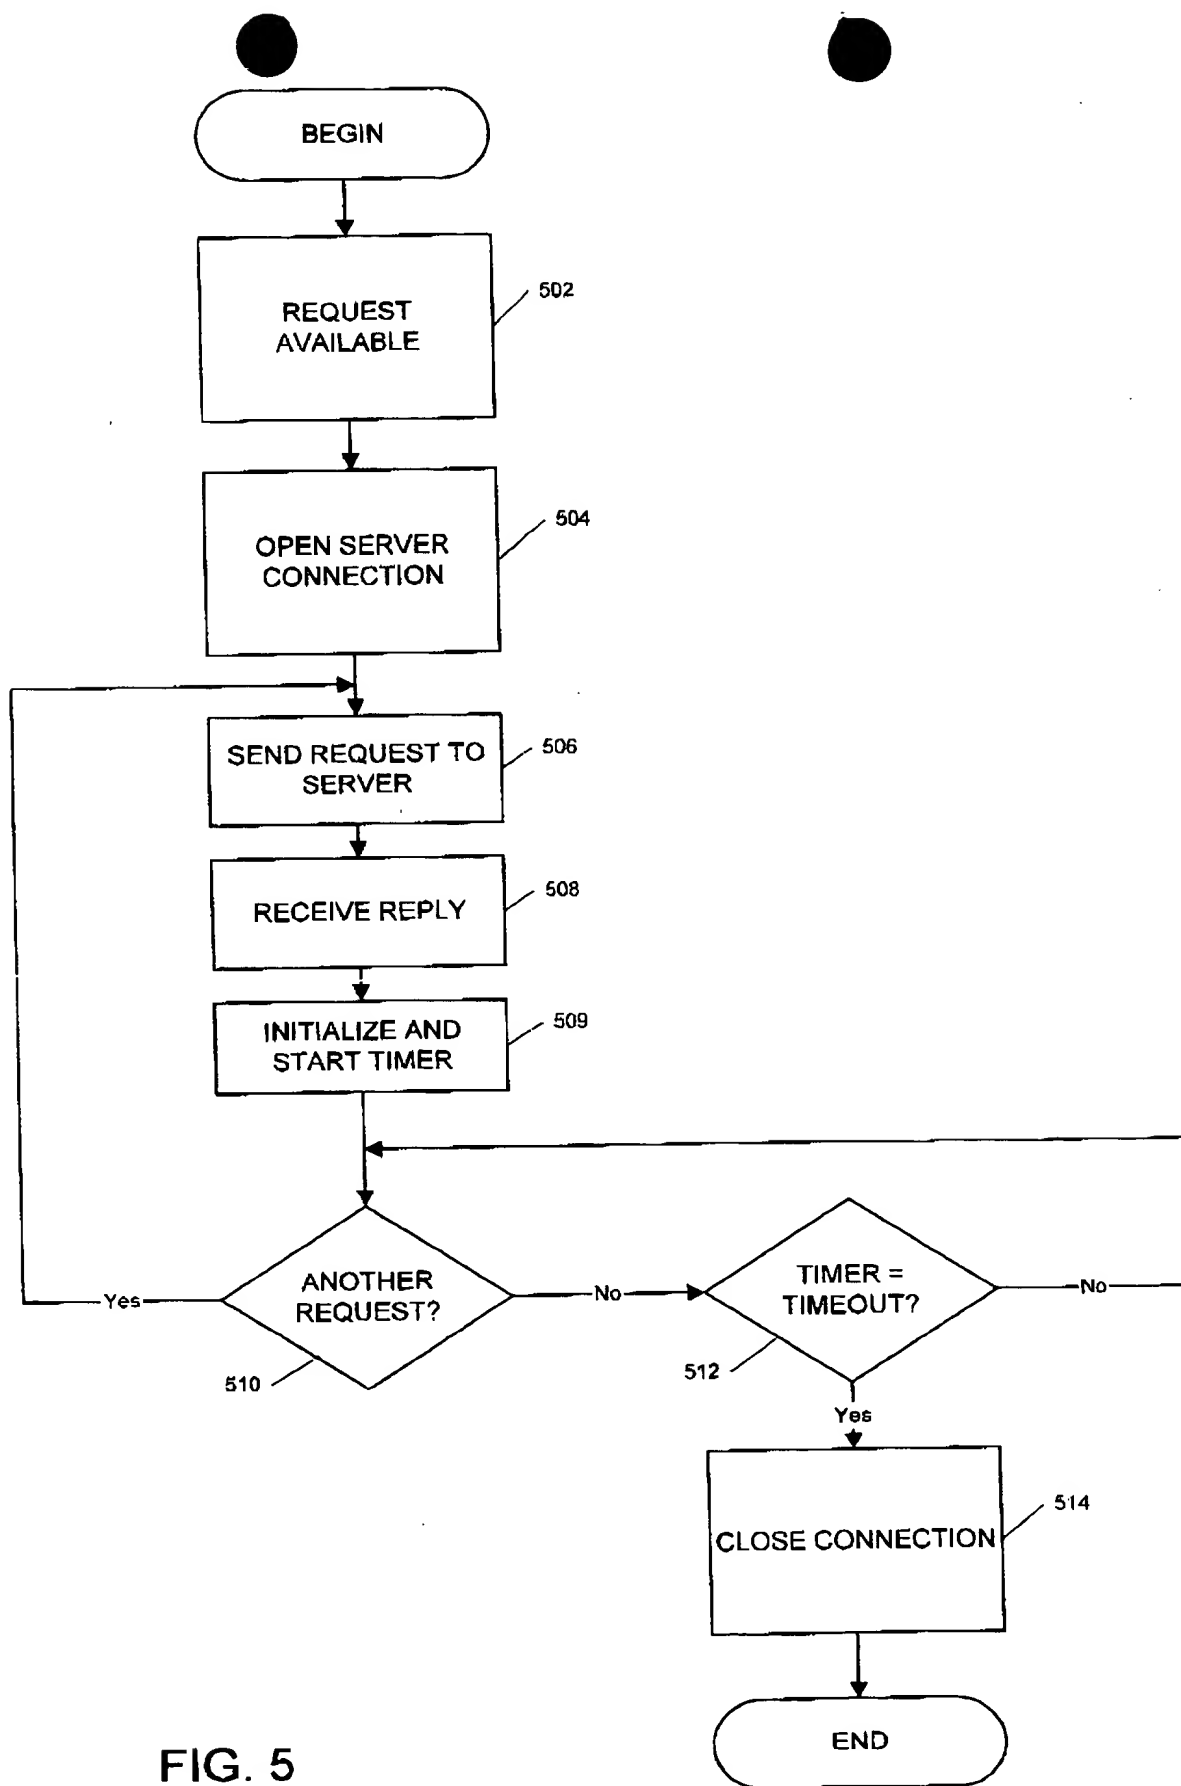 BEGIN
REQUEST
AVAILABLE
502
OPEN SERVER
CONNECTION
504
SEND REQUEST TO
SERVER
506
RECEIVE REPLY
508
INITIALIZE AND
START TIMER
509
ANOTHER
REQUEST?
510
Yes
No
TIMER =
TIMEOUT?
512
No
Yes
CLOSE CONNECTION
514
END
FIG. 5